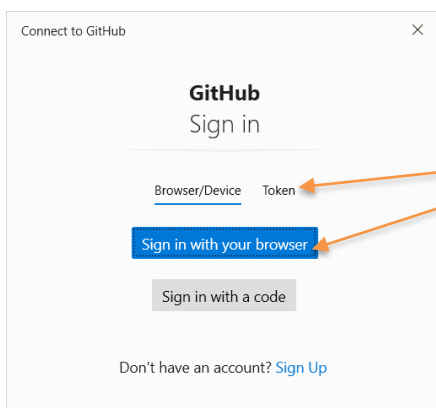 Connect to GitHub
GitHub
Sign in
Browser/Device Token
Sign in with your browser
Sign in with a code
Don't have an account? Sign Up